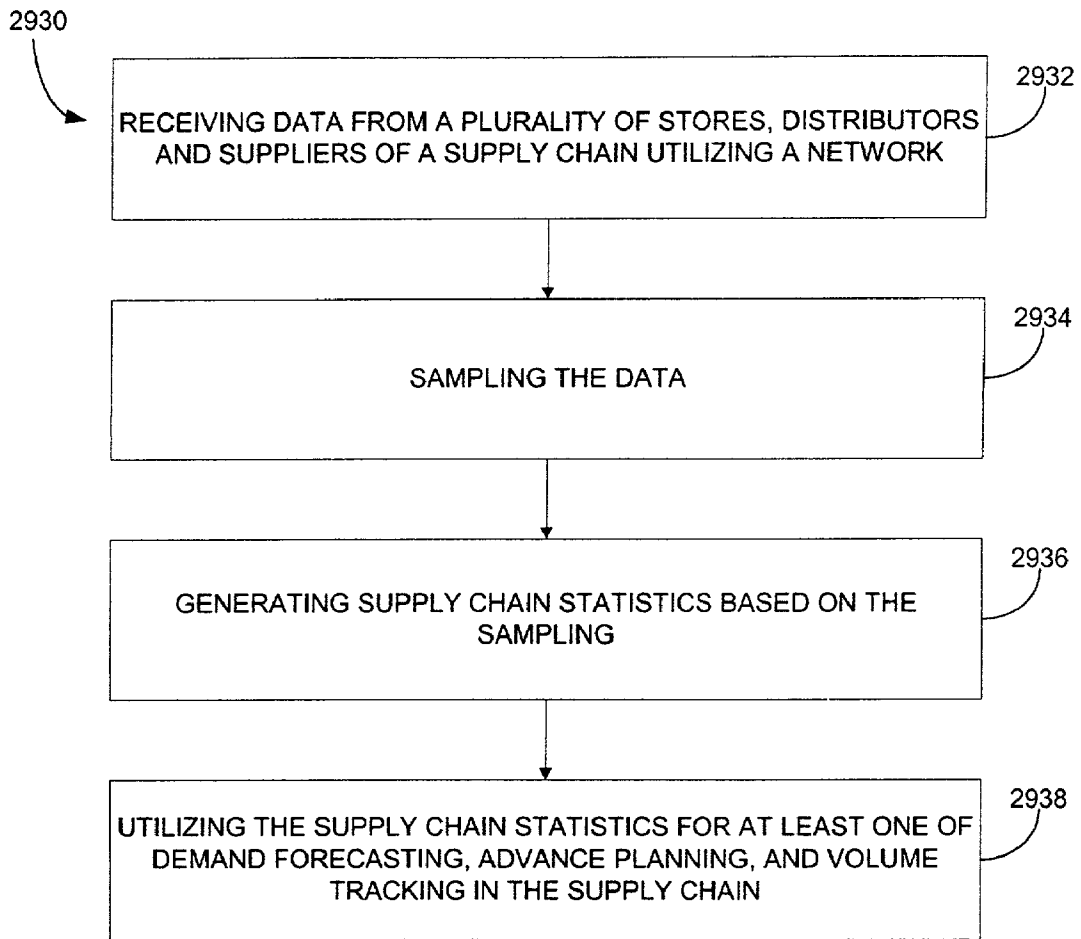 2930
2932
RECEIVING DATA FROM A PLURALITY OF STORES, DISTRIBUTORS
AND SUPPLIERS OF A SUPPLY CHAIN UTILIZING A NETWORK
2934
SAMPLING THE DATA
2936
GENERATING SUPPLY CHAIN STATISTICS BASED ON THE
SAMPLING
2938
UTILIZING THE SUPPLY CHAIN STATISTICS FOR AT LEAST ONE OF
DEMAND FORECASTING, ADVANCE PLANNING, AND VOLUME
TRACKING IN THE SUPPLY CHAIN